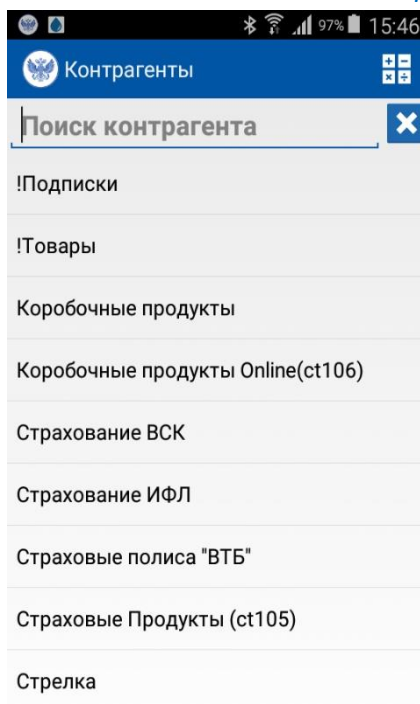 97% 15:46
Контрагенты
Поиск контрагента
!Подписки
!Товары
Коробочные продукты
Коробочные продукты Online(ct106)
Страхование ВСК
Страхование ИФЛ
Страховые полиса "ВТБ"
Страховые Продукты (ct105)
Стрелка